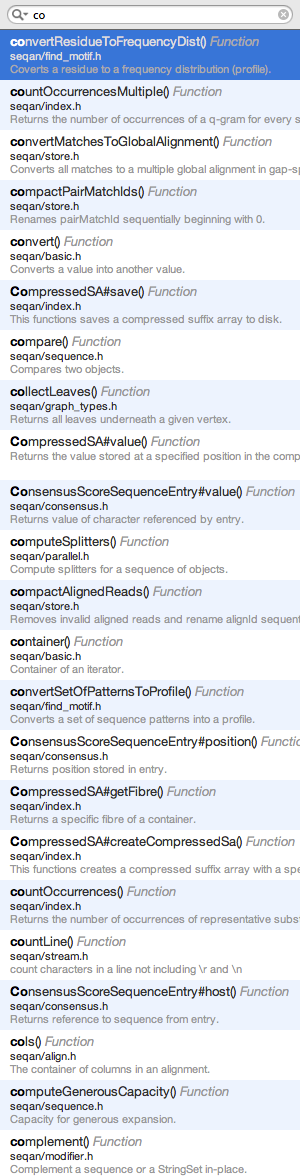 co
convertResidueToFrequencyDist() Function
seqan/find_motif.h
Coverts a residue to a frequency distribution (profile).
countOccurrencesMultiple() Function
seqan/index.h
Returns the number of occurrences of a q-gram for every s
convertMatchesToGlobalAlignment() Function
seqan/store.h
Converts all matches to a multiple global alignment in gap-sp
compactPairMatchIds() Function
seqan/store.h
Renames pairMatchId sequentially beginning with 0.
convert() Function
seqan/basic.h
Converts a value into another value.
CompressedSA#save() Function
seqan/index.h
This functions saves a compressed suffix array to disk.
compare() Function
seqan/sequence.h
Compares two objects.
collectLeaves() Function
seqan/graph_types.h
Returns all leaves underneath a given vertex.
CompressedSA#value() Function
Returns the value stored at a specified position in the comp
ConsensusScoreSequenceEntry#value() Function
seqan/consensus.h
Returns value of character referenced by entry.
computeSplitters() Function
seqan/parallel.h
Compute splitters for a sequence of objects.
compactAlignedReads() Function
seqan/store.h
Removes invalid aligned reads and rename alignId sequent
container() Function
seqan/basic.h
Container of an iterator.
convertSetOfPatternsToProfile() Function
seqan/find_motif.h
Converts a set of sequence patterns into a profile.
ConsensusScoreSequenceEntry#position() Functio
seqan/consensus.h
Returns position stored in entry.
CompressedSA#getFibre() Function
seqan/index.h
Returns a specific fibre of a container.
CompressedSA#createCompressedSa() Function
seqan/index.h
This functions creates a compressed suffix array with a spe
countOccurrences() Function
seqan/index.h
Returns the number of occurrences of representative subst
countLine() Function
seqan/stream.h
count characters in a line not including \r and \n
ConsensusScoreSequenceEntry#host() Function
seqan/consensus.h
Returns reference to sequence from entry.
cols() Function
seqan/align.h
The container of columns in an alignment.
computeGenerousCapacity() Function
seqan/sequence.h
Capacity for generous expansion.
complement() Function
seqan/modifier.h
Complement a sequence or a StringSet in-place.